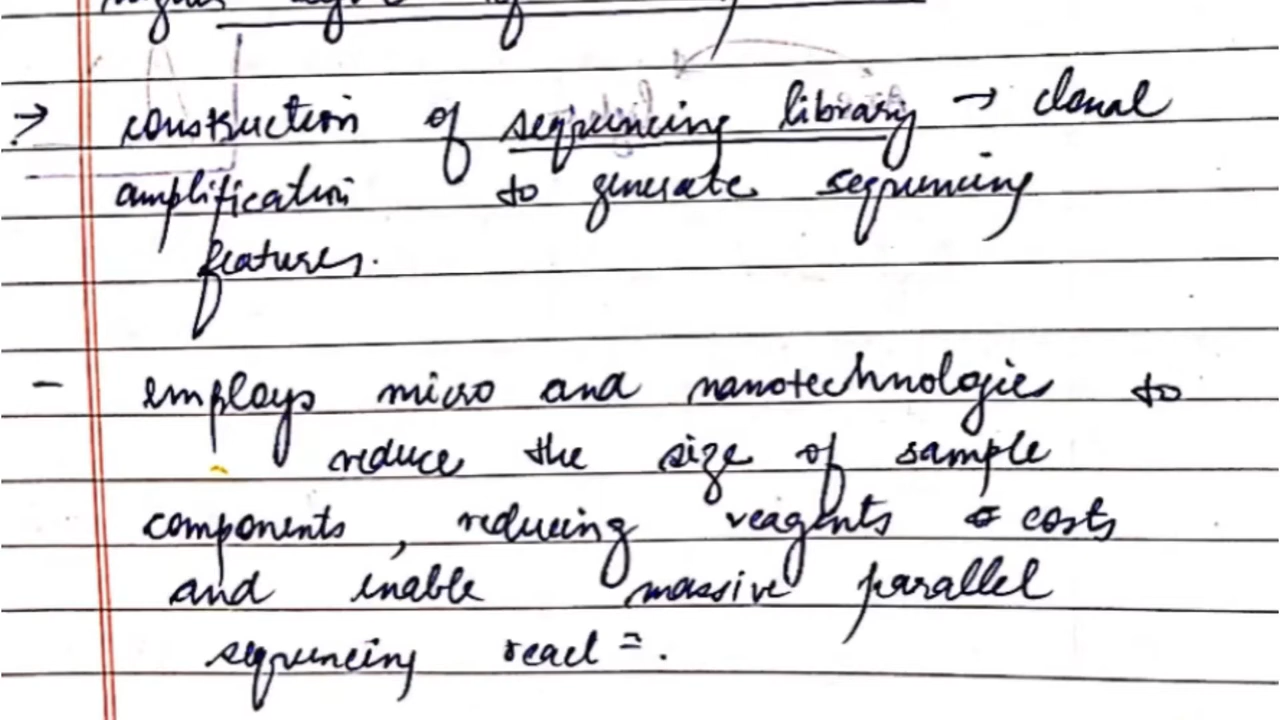 → construction of sequencing library → clonal
amplification to generate sequencing
features.
- employs micro and nanotechnologies to
reduce the size of sample
components, reducing reagents costs
and enable massive parallel
sequencing react=.